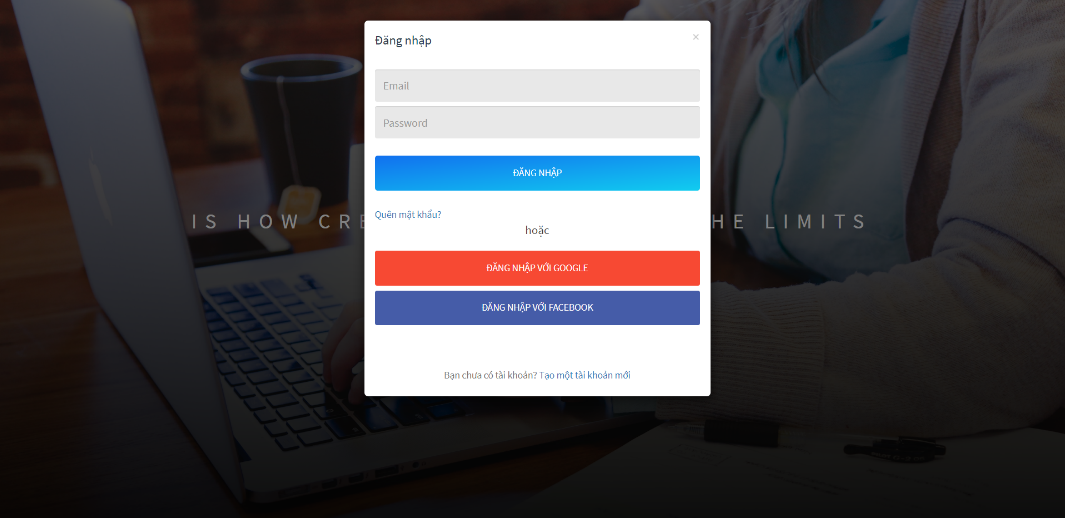 Đăng nhập ×
Email
Password
ĐĂNG NHẬP
Quên mật khẩu?
IS HOW CRE HE LIMITS
hoặc
ĐĂNG NHẬP VỚI GOOGLE
ĐĂNG NHẬP VỚI FACEBOOK
Bạn chưa có tài khoản? Tạo một tài khoản mới